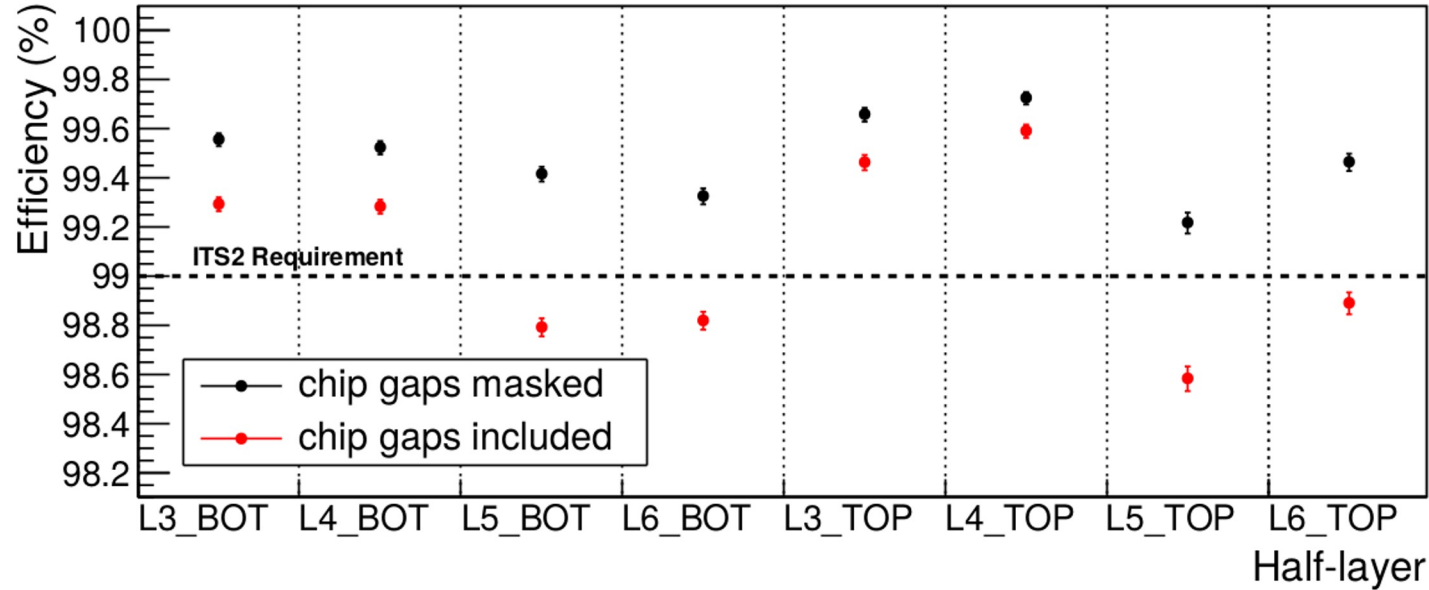 Efficiency (%)
100
99.8
99.6
99.4
99.2
99
98.8
98.6
98.4
98.2
ITS2 Requirement
chip gaps masked
chip gaps included
L3_BOT L4_BOT L5_BOT L6_BOT L3_TOP L4_TOP L5_TOP L6_TOP
Half-layer